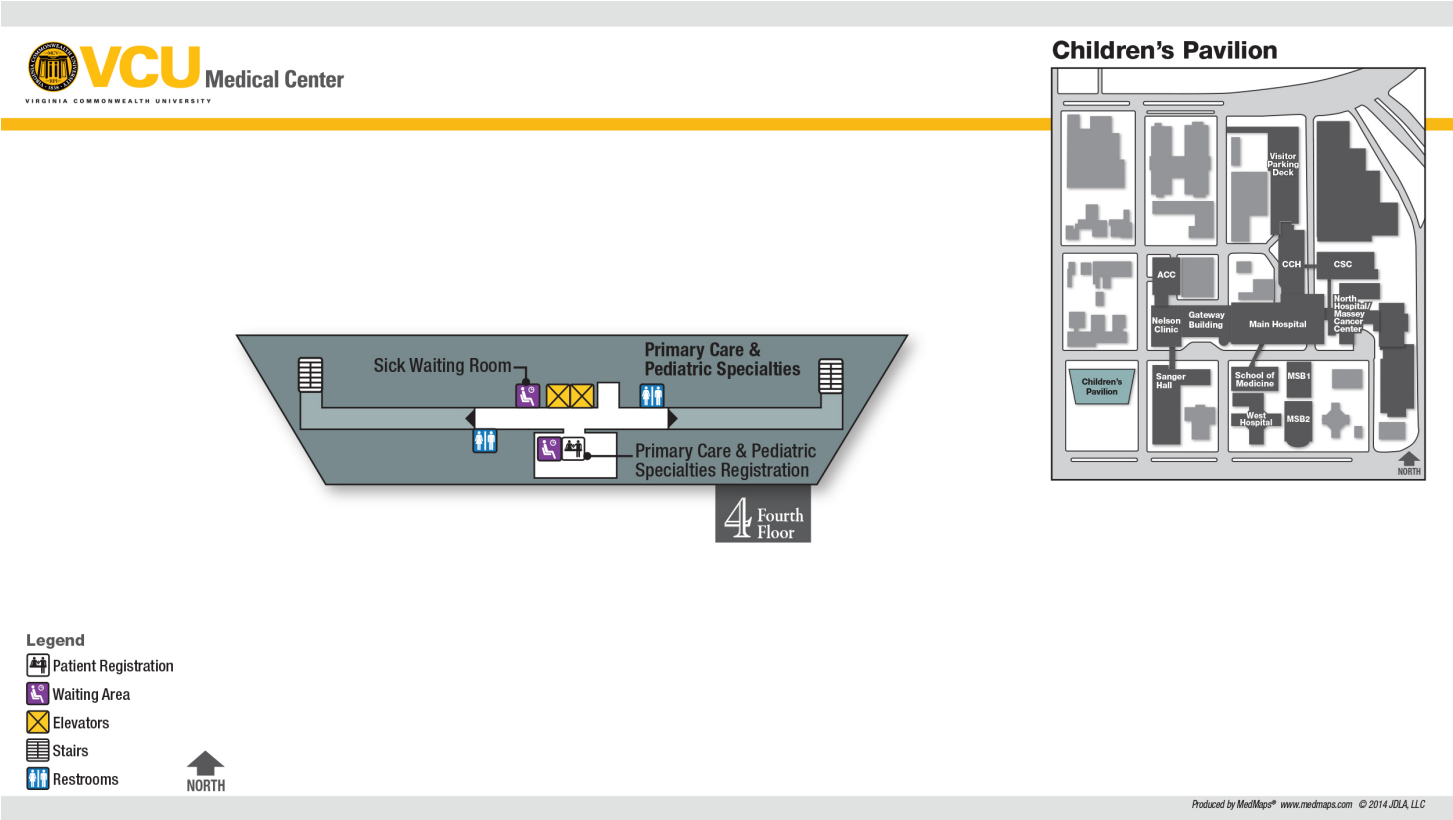 VCU Medical Center
VIRGINIA COMMONWEALTH UNIVERSITY
Children's Pavilion
Visitor
Parking
Deck
ACC
CCH
CSC
Nelson
Clinic
Gateway
Building
Main Hospital
North
Hospital/
Massey
Cancer
Center
Children's
Pavilion
Sanger
Hall
School of
Medicine
MSB1
West
Hospital
MSB2
NORTH
Sick Waiting Room
Primary Care &
Pediatric Specialties
Primary Care & Pediatric
Specialties Registration
4 Fourth
Floor
Legend
Patient Registration
Waiting Area
Elevators
Stairs
Restrooms
NORTH
Produced by MedMaps® www.medmaps.com © 2014 JDLA, LLC